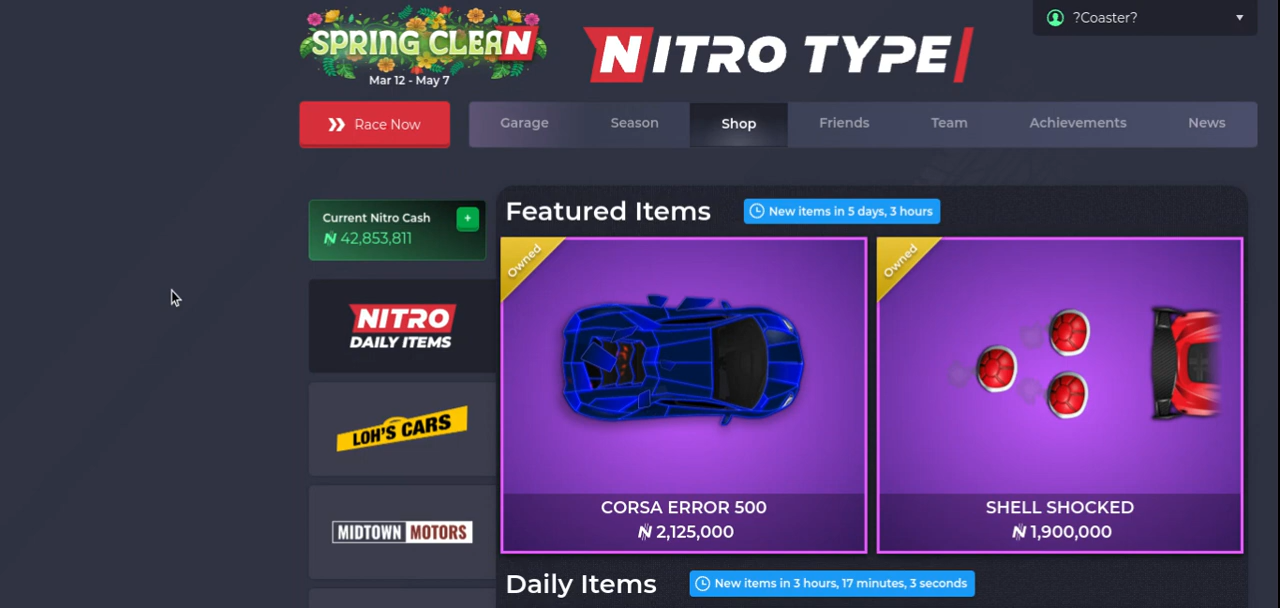 SPRING CLEAN
Mar 12 - May 7
NITRO TYPE
?Coaster?
Race Now
Garage
Season
Shop
Friends
Team
Achievements
News
Current Nitro Cash
+
42,853,811
NITRO
DAILY ITEMS
LOH'S CARS
MIDTOWN MOTORS
Featured Items
New items in 5 days, 3 hours
Owned
CORSA ERROR 500
2,125,000
Owned
SHELL SHOCKED
1,900,000
Daily Items
New items in 3 hours, 17 minutes, 3 seconds